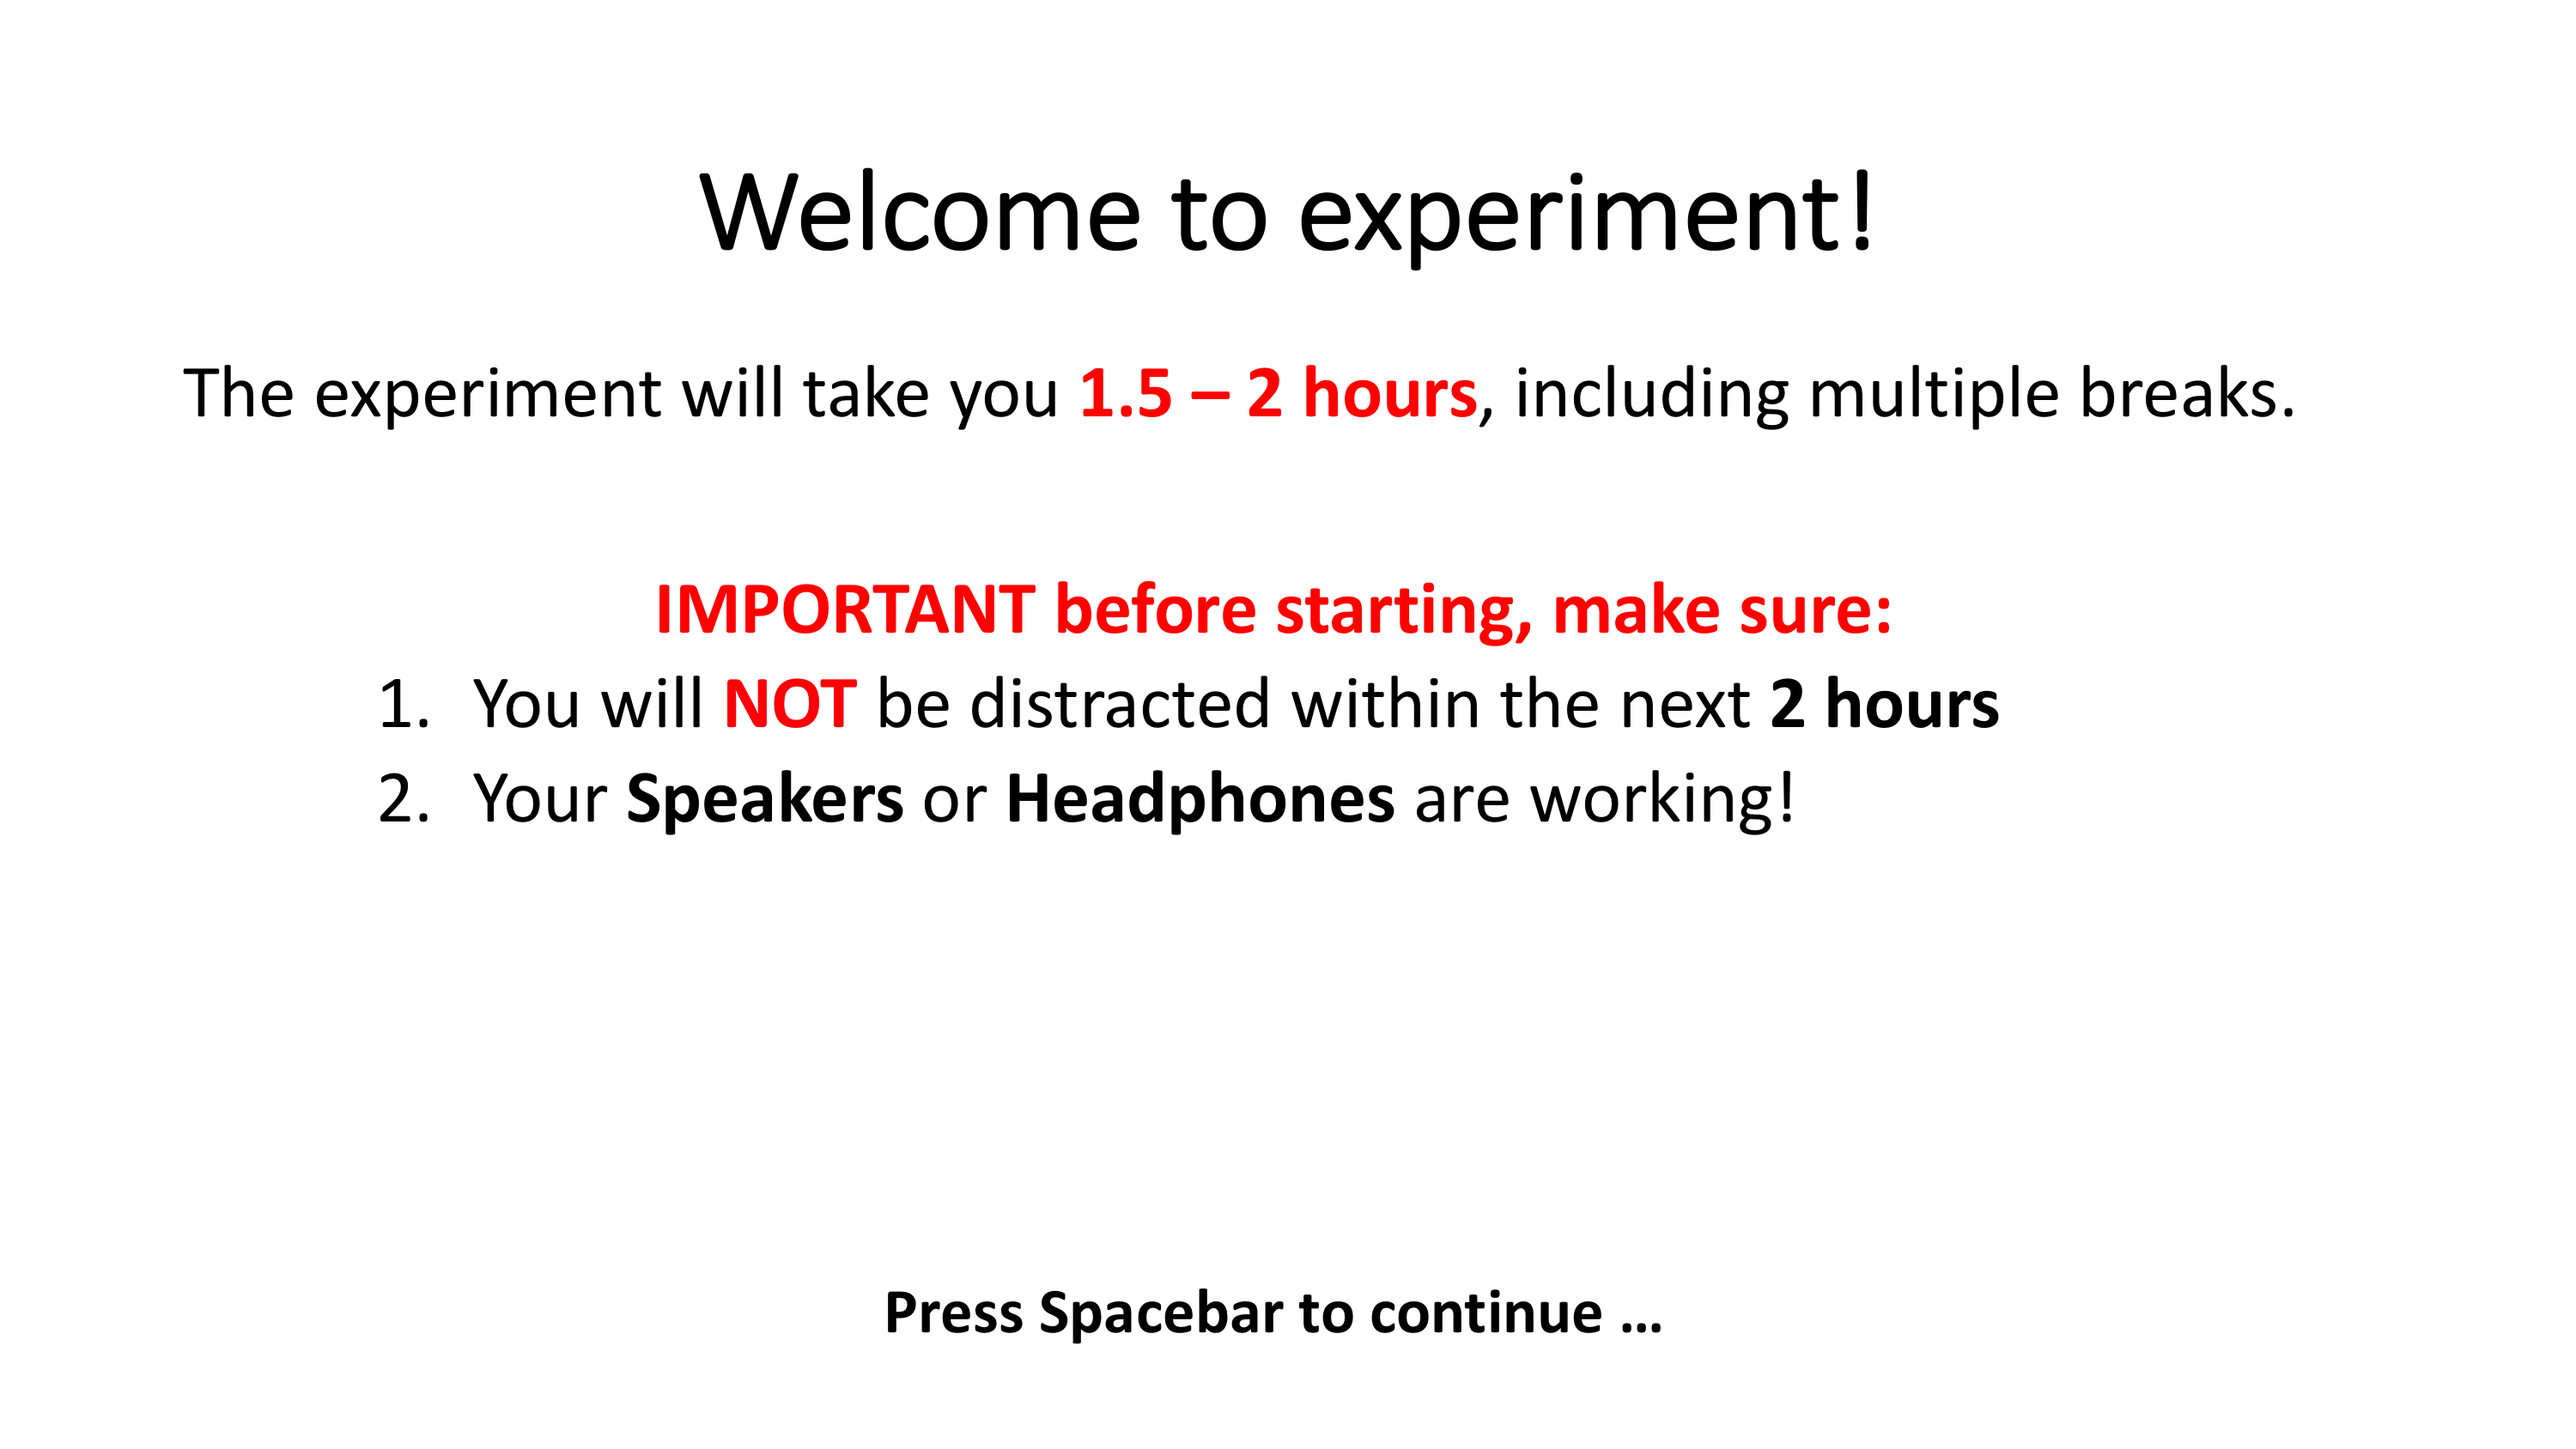 Welcome to experiment!
The experiment will take you 1.5 – 2 hours, including multiple breaks.
IMPORTANT before starting, make sure:
1. You will NOT be distracted within the next 2 hours
2. Your Speakers or Headphones are working!
Press Spacebar to continue ...